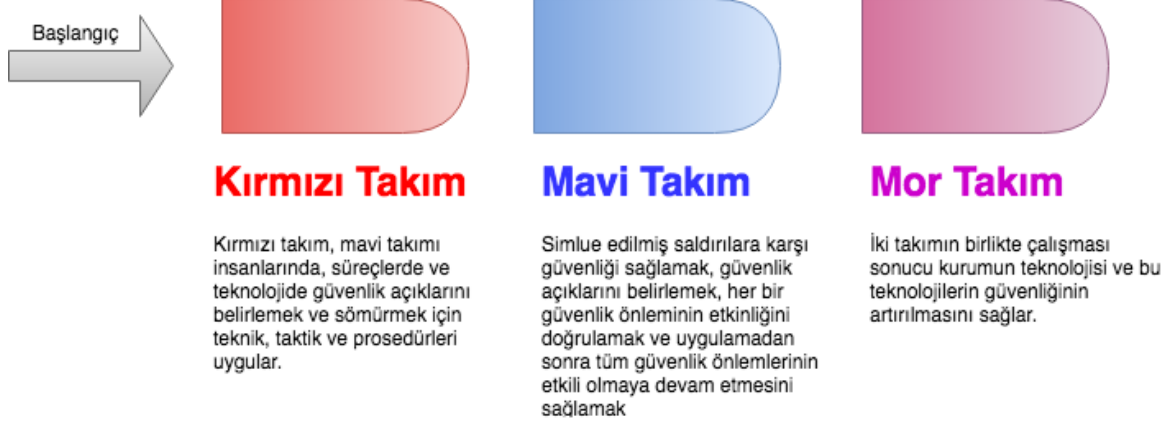 Başlangıç
Kırmızı Takım
Kırmızı takım, mavi takımı
insanlarında, süreçlerde ve
teknolojide güvenlik açıklarını
belirlemek ve sömürmek için
teknik, taktik ve prosedürleri
uygular.
Mavi Takım
Simlue edilmiş saldırılara karşı
güvenliği sağlamak, güvenlik
açıklarını belirlemek, her bir
güvenlik önleminin etkinliğini
doğrulamak ve uygulamadan
sonra tüm güvenlik önlemlerinin
etkili olmaya devam etmesini
sağlamak
Mor Takım
İki takımın birlikte çalışması
sonucu kurumun teknolojisi ve bu
teknolojilerin güvenliğinin
artırılmasını sağlar.